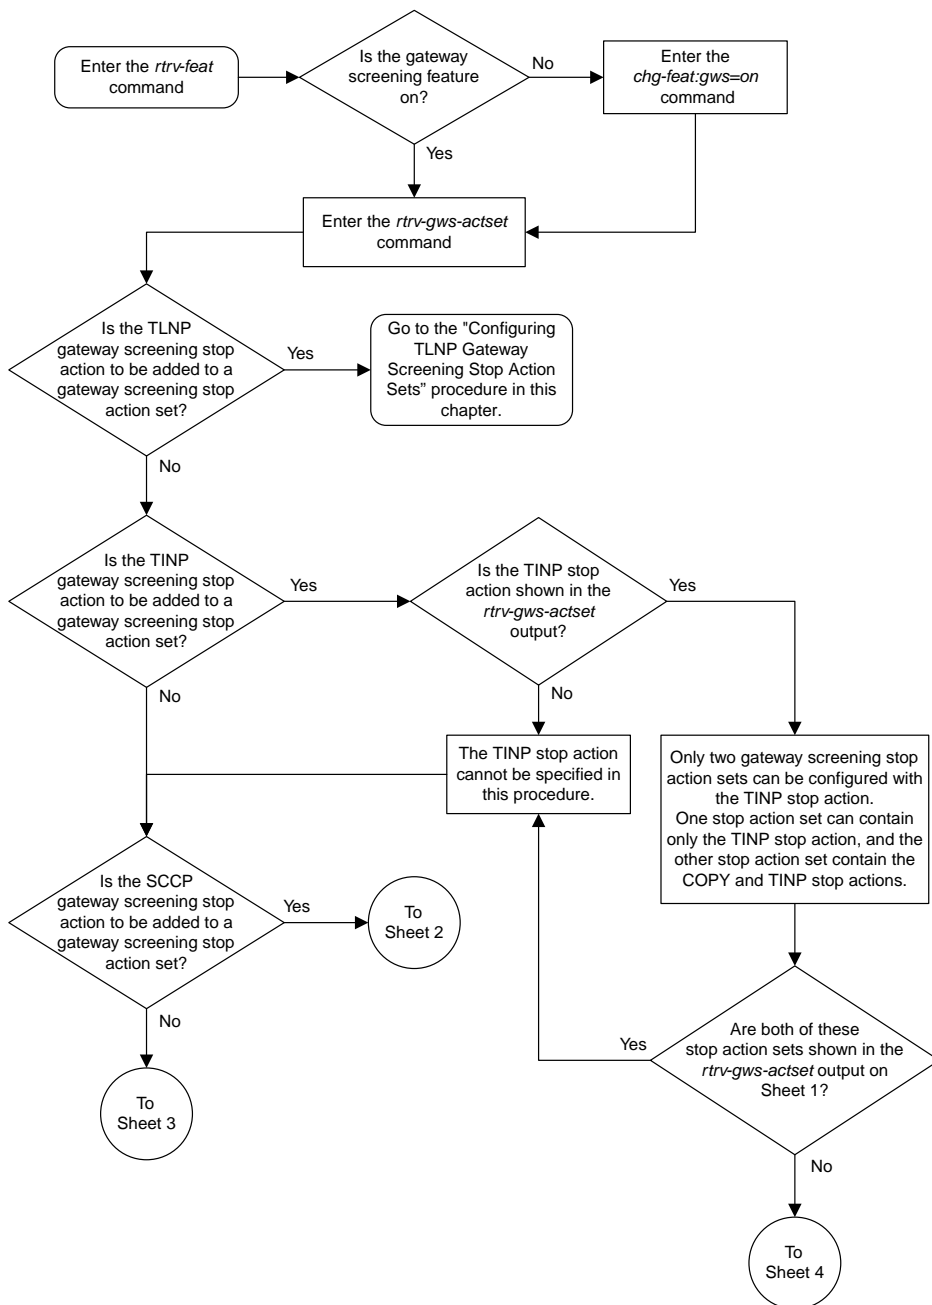 Enter the rtrv-feat
command
Is the gateway
screening feature
on?
No
Enter the
chg-feat:gws=on
command
Yes
Enter the rtrv-gws-actset
command
Is the TLNP
gateway screening stop
action to be added to a
gateway screening stop
action set?
Yes
Go to the "Configuring
TLNP Gateway
Screening Stop Action
Sets” procedure in this
chapter.
No
Is the TINP
gateway screening stop
action to be added to a
gateway screening stop
action set?
Yes
Is the TINP stop
action shown in the
rtrv-gws-actset
output?
Yes
No
No
The TINP stop action
cannot be specified in
this procedure.
Only two gateway screening stop
action sets can be configured with
the TINP stop action.
One stop action set can contain
only the TINP stop action, and the
other stop action set contain the
COPY and TINP stop actions.
Is the SCCP
gateway screening stop
action to be added to a
gateway screening stop
action set?
Yes
To
Sheet 2
No
To
Sheet 3
Yes
Are both of these
stop action sets shown in the
rtrv-gws-actset output on
Sheet 1?
No
To
Sheet 4